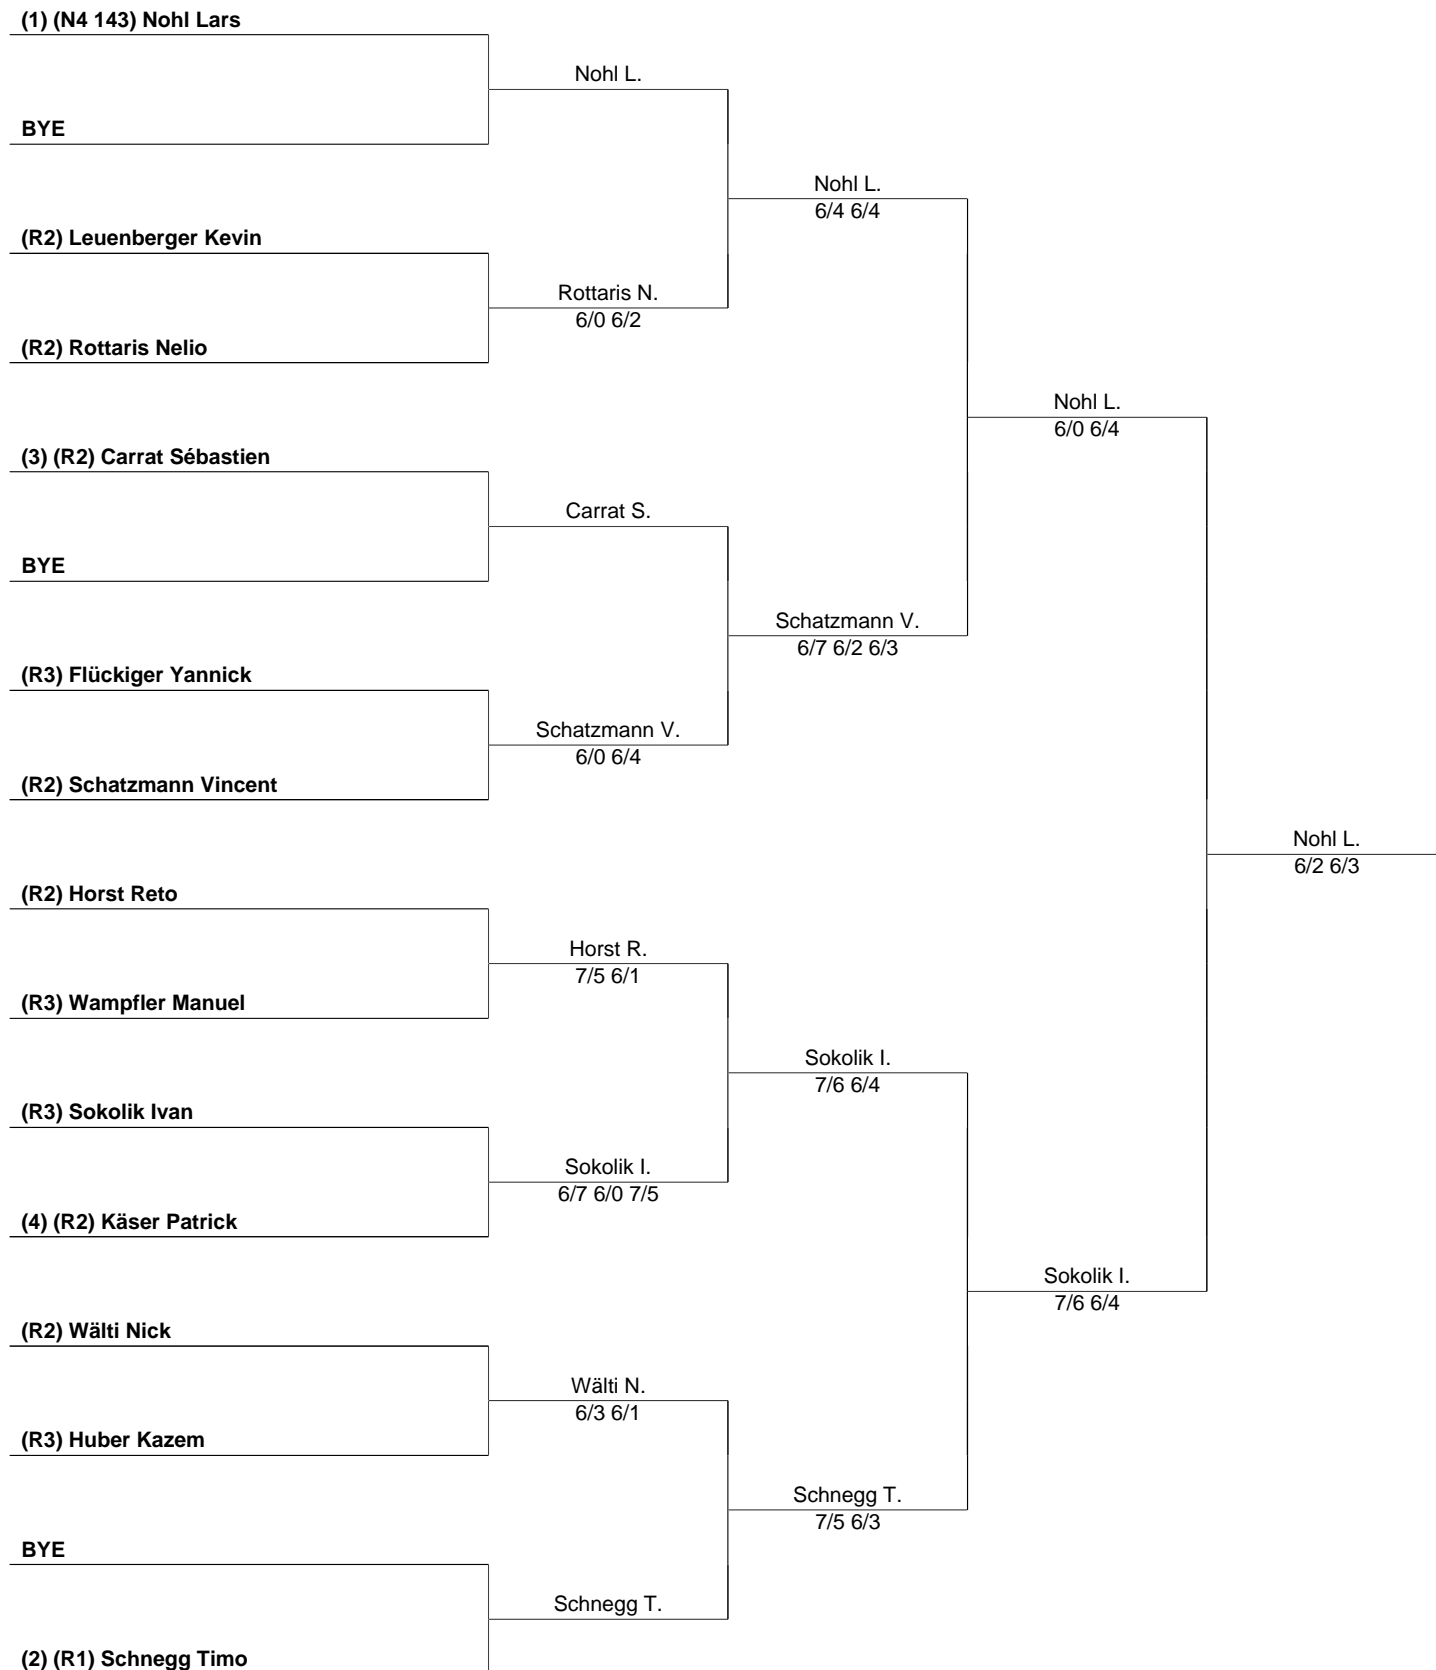 (1) (N4 143) Nohl Lars
Nohl L.
BYE
Nohl L.
6/4 6/4
(R2) Leuenberger Kevin
Rottaris N.
6/0 6/2
(R2) Rottaris Nelio
Nohl L.
6/0 6/4
(3) (R2) Carrat Sébastien
Carrat S.
BYE
Schatzmann V.
6/7 6/2 6/3
(R3) Flückiger Yannick
Schatzmann V.
6/0 6/4
(R2) Schatzmann Vincent
Nohl L.
6/2 6/3
(R2) Horst Reto
Horst R.
7/5 6/1
(R3) Wampfler Manuel
Sokolik I.
7/6 6/4
(R3) Sokolik Ivan
Sokolik I.
6/7 6/0 7/5
(4) (R2) Käser Patrick
Sokolik I.
7/6 6/4
(R2) Wälti Nick
Wälti N.
6/3 6/1
(R3) Huber Kazem
Schnegg T.
7/5 6/3
BYE
Schnegg T.
(2) (R1) Schnegg Timo